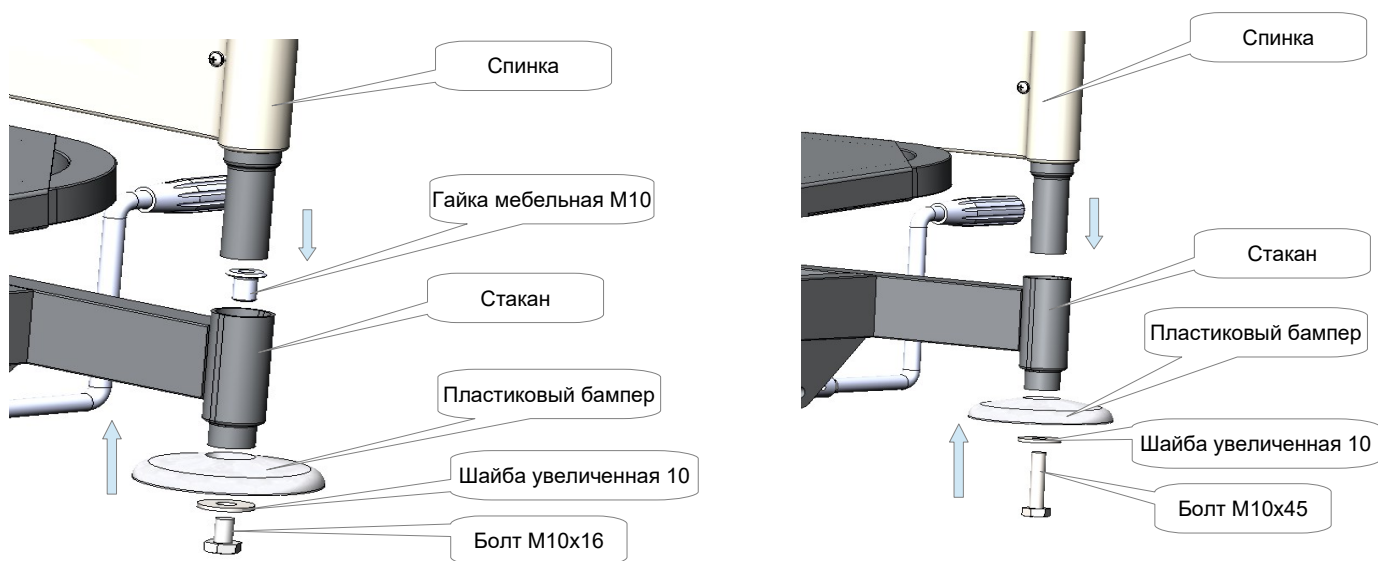 Спинка
Гайка мебельная М10
Стакан
Пластиковый бампер
Шайба увеличенная 10
Болт М10х16
Спинка
Стакан
Пластиковый бампер
Шайба увеличенная 10
Болт М10х45